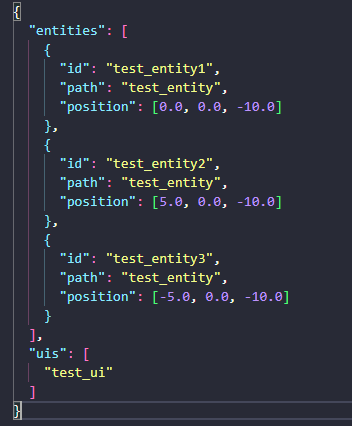 {
  "entities": [
    {
      "id": "test_entity1",
      "path": "test_entity",
      "position": [0.0, 0.0, -10.0]
    },
    {
      "id": "test_entity2",
      "path": "test_entity",
      "position": [5.0, 0.0, -10.0]
    },
    {
      "id": "test_entity3",
      "path": "test_entity",
      "position": [-5.0, 0.0, -10.0]
    }
  ],
  "uis": [
    "test_ui"
  ]
}